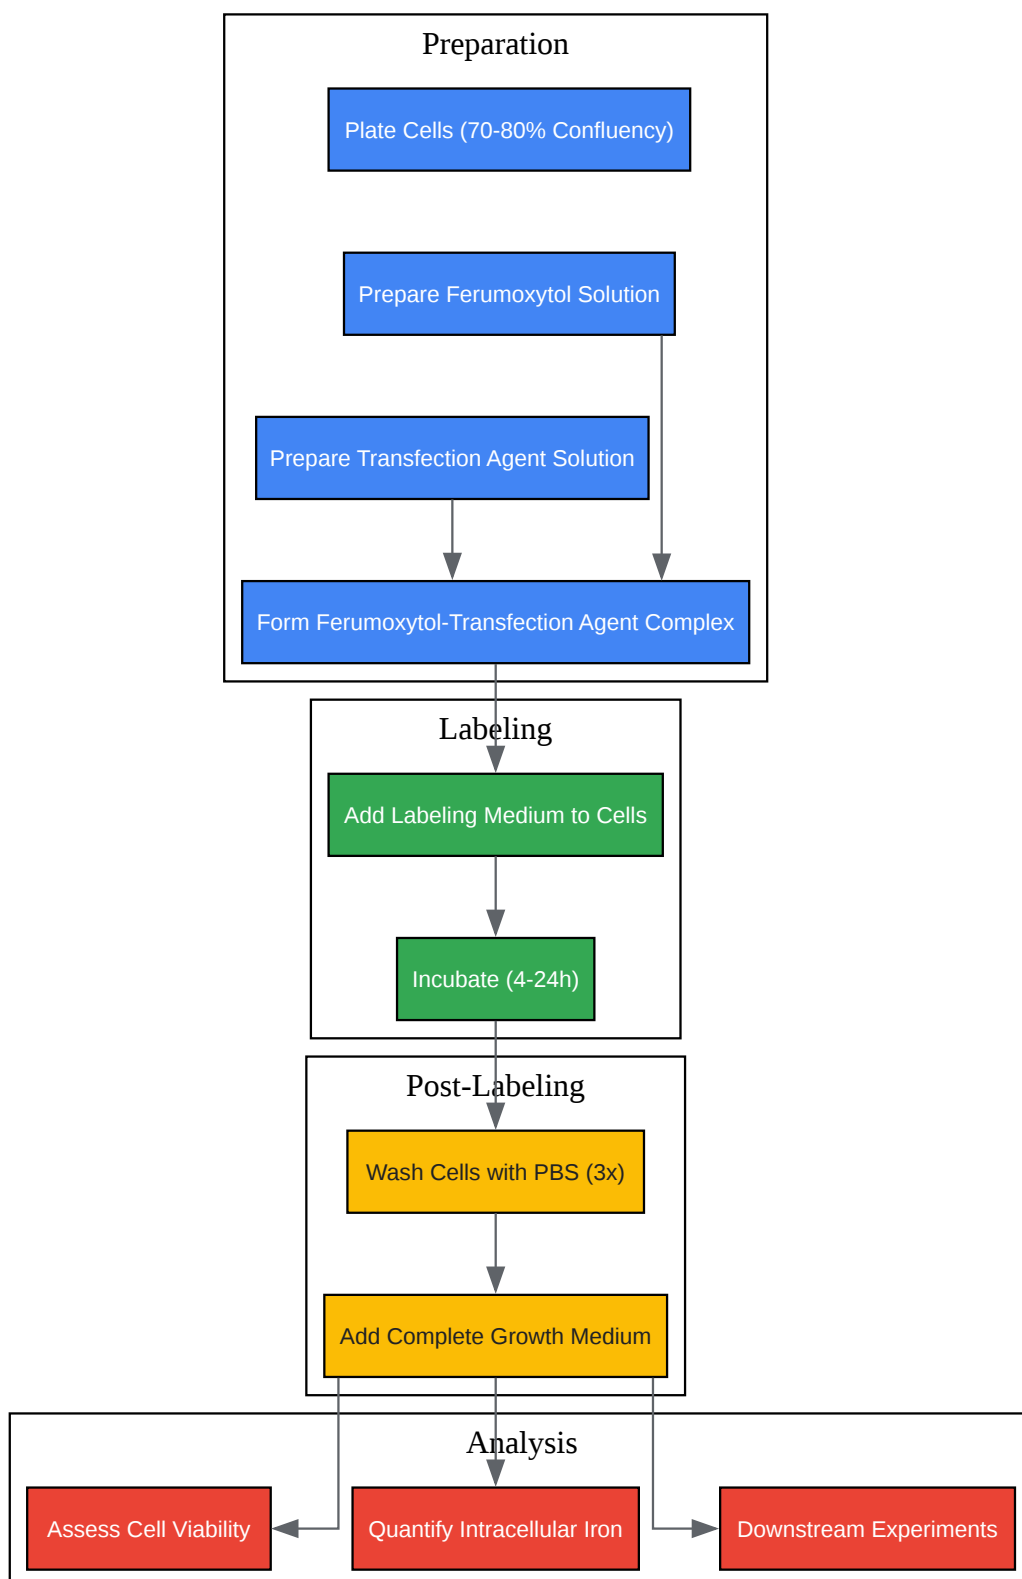 Preparation
Plate Cells (70-80% Confluency)
Prepare Ferumoxytol Solution
Prepare Transfection Agent Solution
Form Ferumoxytol-Transfection Agent Complex
Labeling
Add Labeling Medium to Cells
Incubate (4-24h)
Post-Labeling
Wash Cells with PBS (3x)
Add Complete Growth Medium
Analysis
Assess Cell Viability
Quantify Intracellular Iron
Downstream Experiments